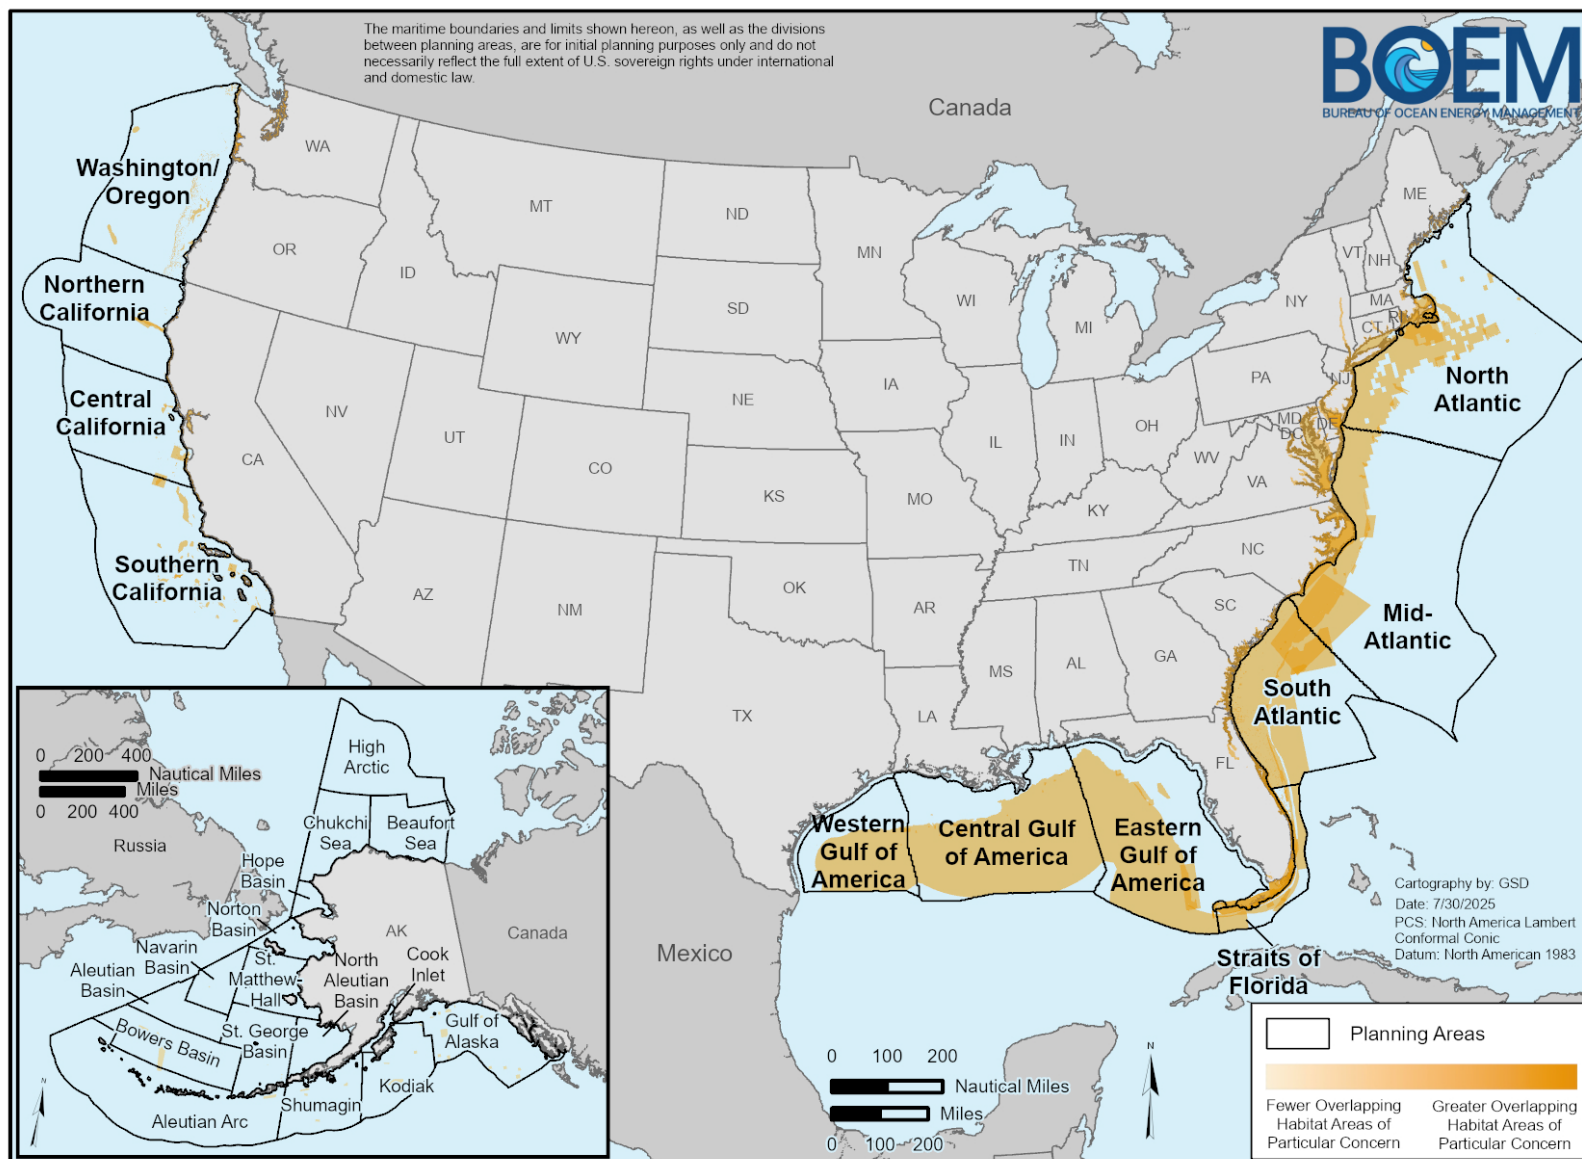 The maritime boundaries and limits shown hereon, as well as the divisions
between planning areas, are for initial planning purposes only and do not
necessarily reflect the full extent of U.S. sovereign rights under international
and domestic law.
BOEM
BUREAU OF OCEAN ENERGY MANAGEMENT
Canada
Washington/
Oregon
Northern
California
Central
California
Southern
California
WA
OR
ID
MT
ND
MN
SD
WY
NV
UT
CA
CO
NE
IA
WI
MI
IL
IN
OH
PA
NY
VT
NH
ME
MA
CT
RI
NJ
MD
DE
DC
WV
VA
KY
KS
MO
AZ
NM
OK
AR
TN
NC
SC
MS
AL
GA
TX
LA
FL
North
Atlantic
Mid-
Atlantic
South
Atlantic
Western
Gulf of
America
Central Gulf
of America
Eastern
Gulf of
America
Straits of
Florida
Mexico
0 200 400
Nautical Miles
Miles
0 200 400
Russia
High
Arctic
Chukchi
Sea
Beaufort
Sea
Hope
Basin
Norton
Basin
Navarin
Basin
Aleutian
Basin
St.
Matthew
Hall
AK
North
Aleutian
Basin
Cook
Inlet
Canada
Bowers Basin
St. George
Basin
Gulf of
Alaska
Kodiak
Shumagin
Aleutian Arc
N
0 100 200
Nautical Miles
Miles
0 100 200
N
Cartography by: GSD
Date: 7/30/2025
PCS: North America Lambert
Conformal Conic
Datum: North American 1983
Planning Areas
Fewer Overlapping
Habitat Areas of
Particular Concern
Greater Overlapping
Habitat Areas of
Particular Concern